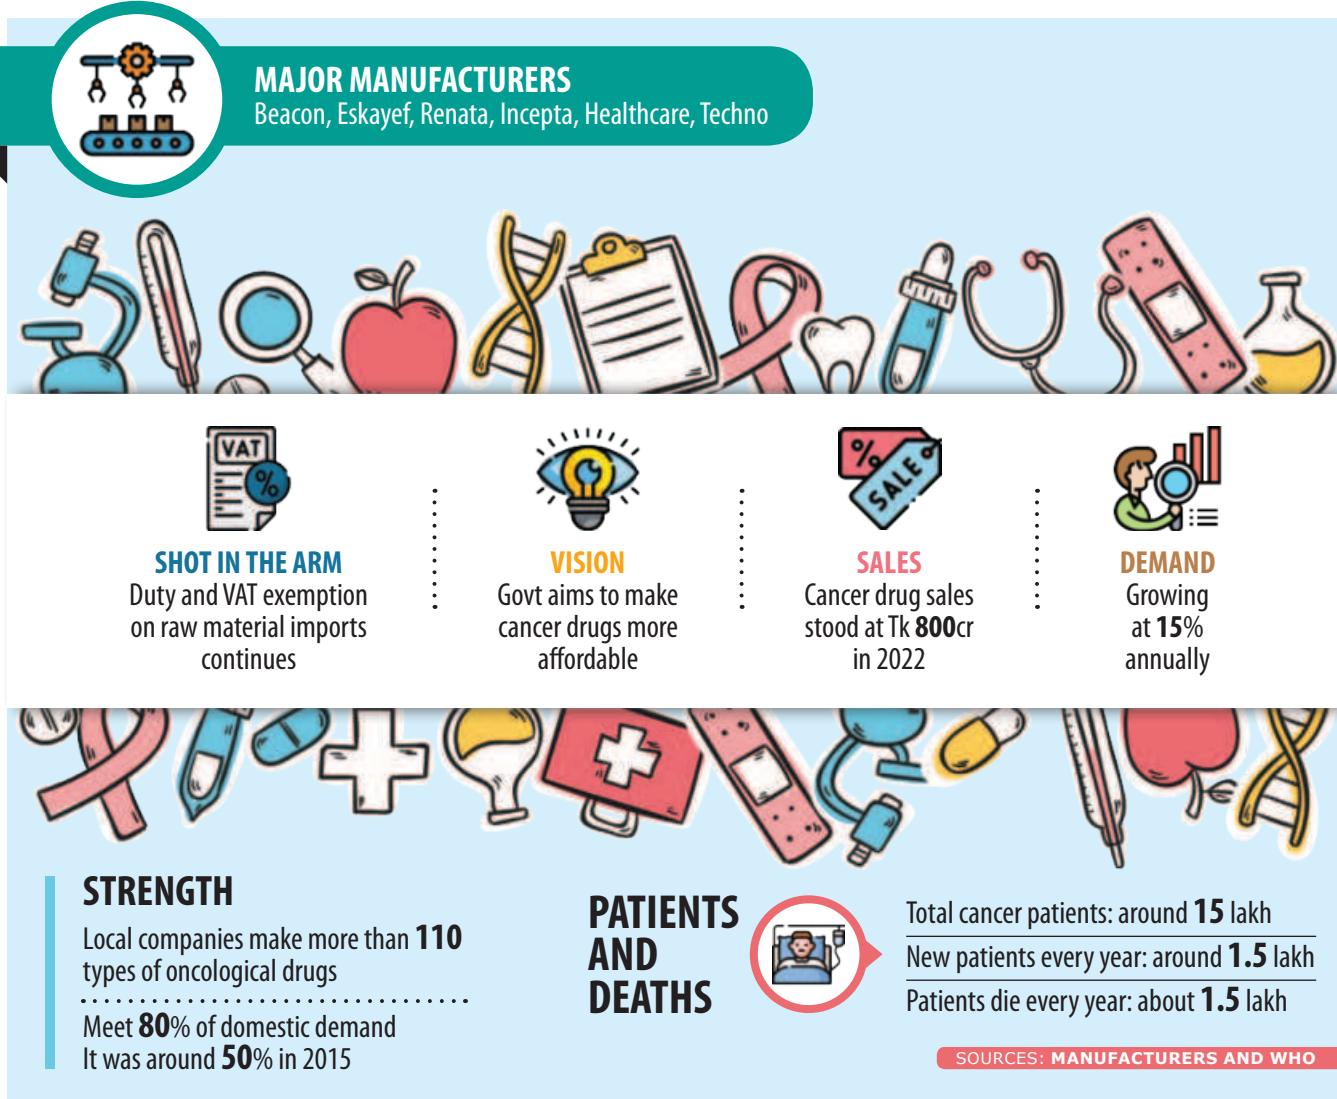 MAJOR MANUFACTURERS
Beacon, Eskayef, Renata, Incepta, Healthcare, Techno
VAT
%
%
SALE
SHOT IN THE ARM
Duty and VAT exemption
on raw material imports
continues
VISION
Govt aims to make
cancer drugs more
affordable
SALES
Cancer drug sales
stood at Tk 800cr
in 2022
DEMAND
Growing
at 15%
annually
STRENGTH
Local companies make more than 110
types of oncological drugs
Meet 80% of domestic demand
It was around 50% in 2015
PATIENTS
AND
DEATHS
Total cancer patients: around 15 lakh
New patients every year: around 1.5 lakh
Patients die every year: about 1.5 lakh
SOURCES: MANUFACTURERS AND WHO